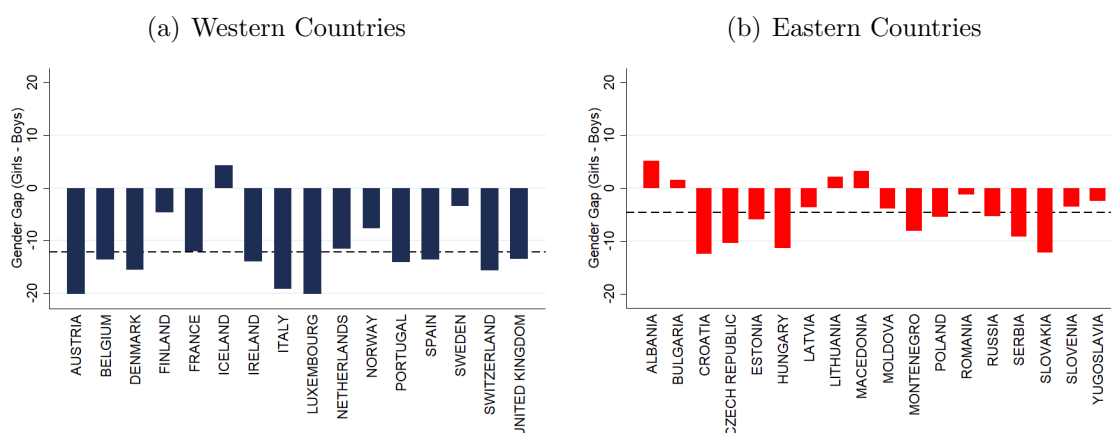 (a) Western Countries
Gender Gap (Girls - Boys)
20
10
0
-10
-20
AUSTRIA
BELGIUM
DENMARK
FINLAND
FRANCE
ICELAND
IRELAND
ITALY
LUXEMBOURG
NETHERLANDS
NORWAY
PORTUGAL
SPAIN
SWEDEN
SWITZERLAND
UNITED KINGDOM
(b) Eastern Countries
Gender Gap (Girls - Boys)
20
10
0
-10
-20
ALBANIA
BULGARIA
CROATIA
CZECH REPUBLIC
ESTONIA
HUNGARY
LATVIA
LITHUANIA
MACEDONIA
MOLDOVA
MONTENEGRO
POLAND
ROMANIA
RUSSIA
SERBIA
SLOVAKIA
SLOVENIA
YUGOSLAVIA